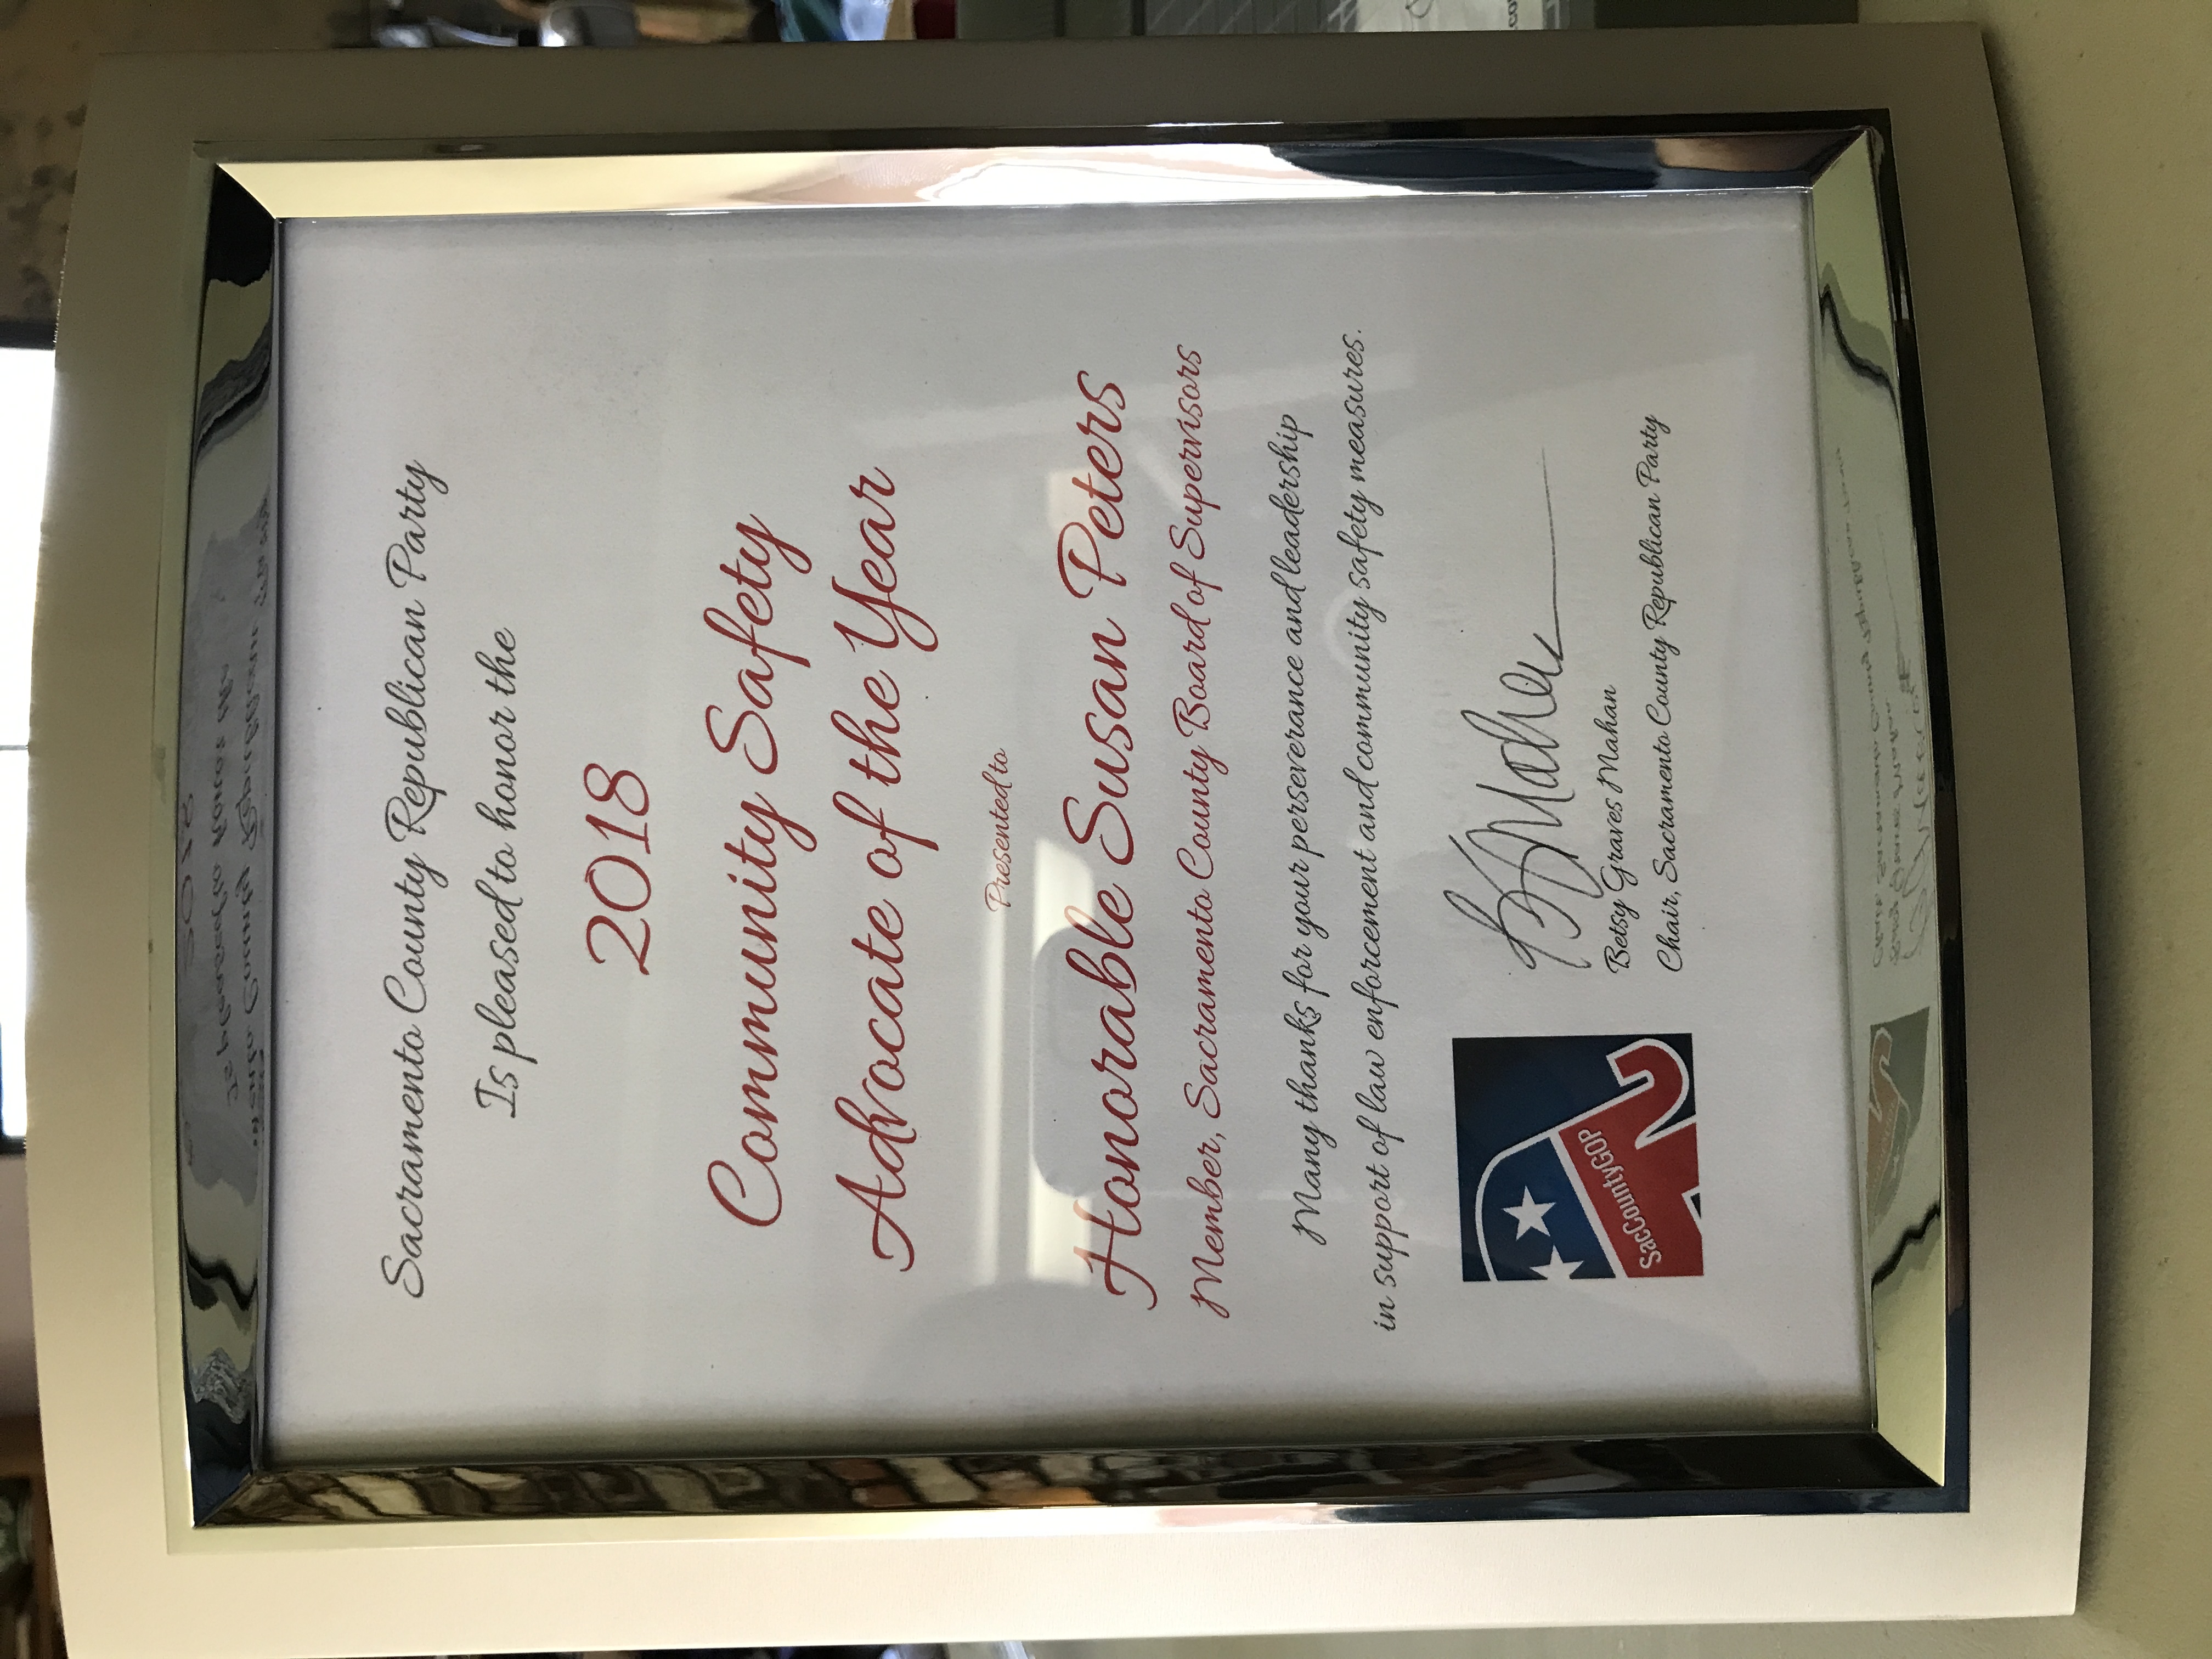 Sacramento County Republican Party
Is pleased to honor the
2018
Community Safety
Advocate of the Year
Presented to
Honorable Susan Peters
Member, Sacramento County Board of Supervisors
Many thanks for your perseverance and leadership
in support of law enforcement and community safety measures.
SacCountyGOP
Betsy Graves Mahan
Chair, Sacramento County Republican Party